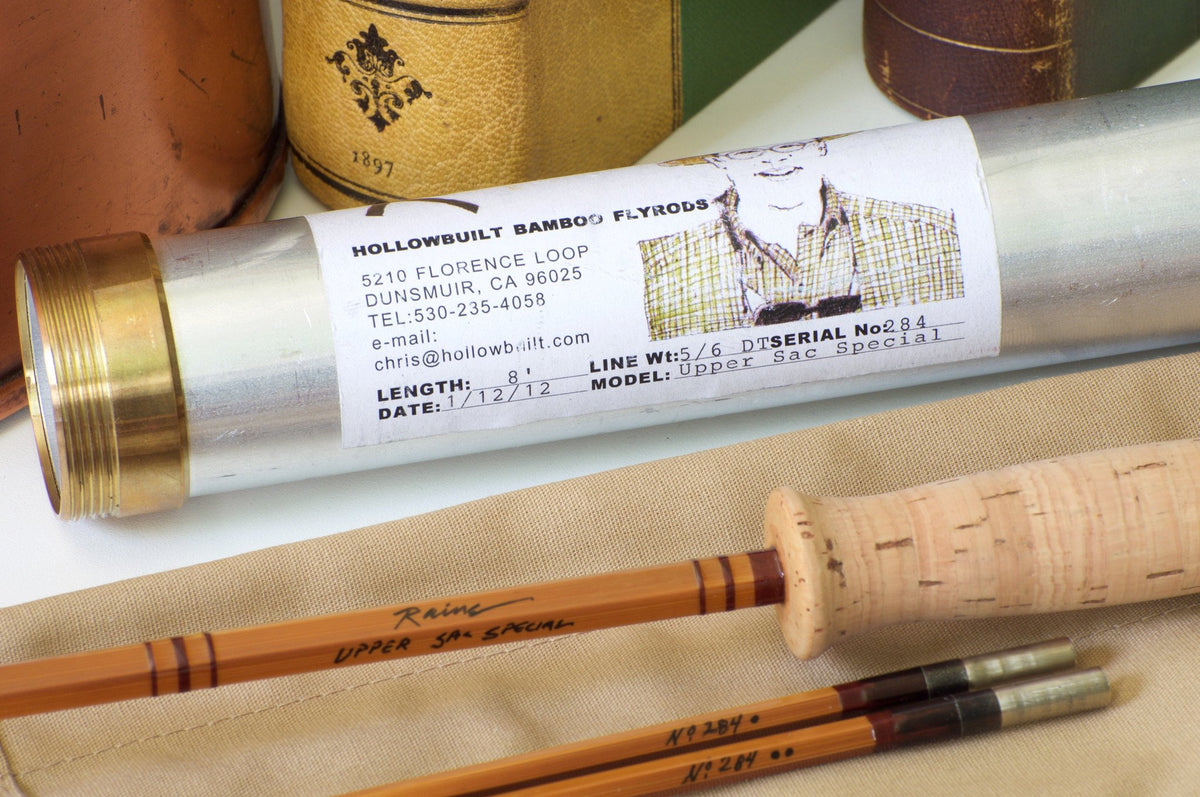 1897
HOLLOWBUILT BAMBOO FLYRODS
5210 FLORENCE LOOP
DUNSMUIR, CA 96025
TEL:530-235-4058
e-mail:
chris@hollowbuilt.com
LENGTH: 8' LINE Wt:5/6 DT SERIAL No:284
DATE: 1/12/12 MODEL: Upper Sac Special
Raine
UPPER SAC SPECIAL
No 284 •
No 284 ••